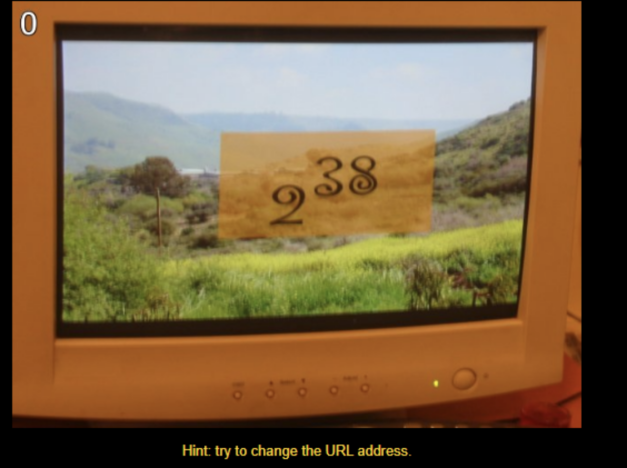 0
2³⁸
Hint: try to change the URL address.